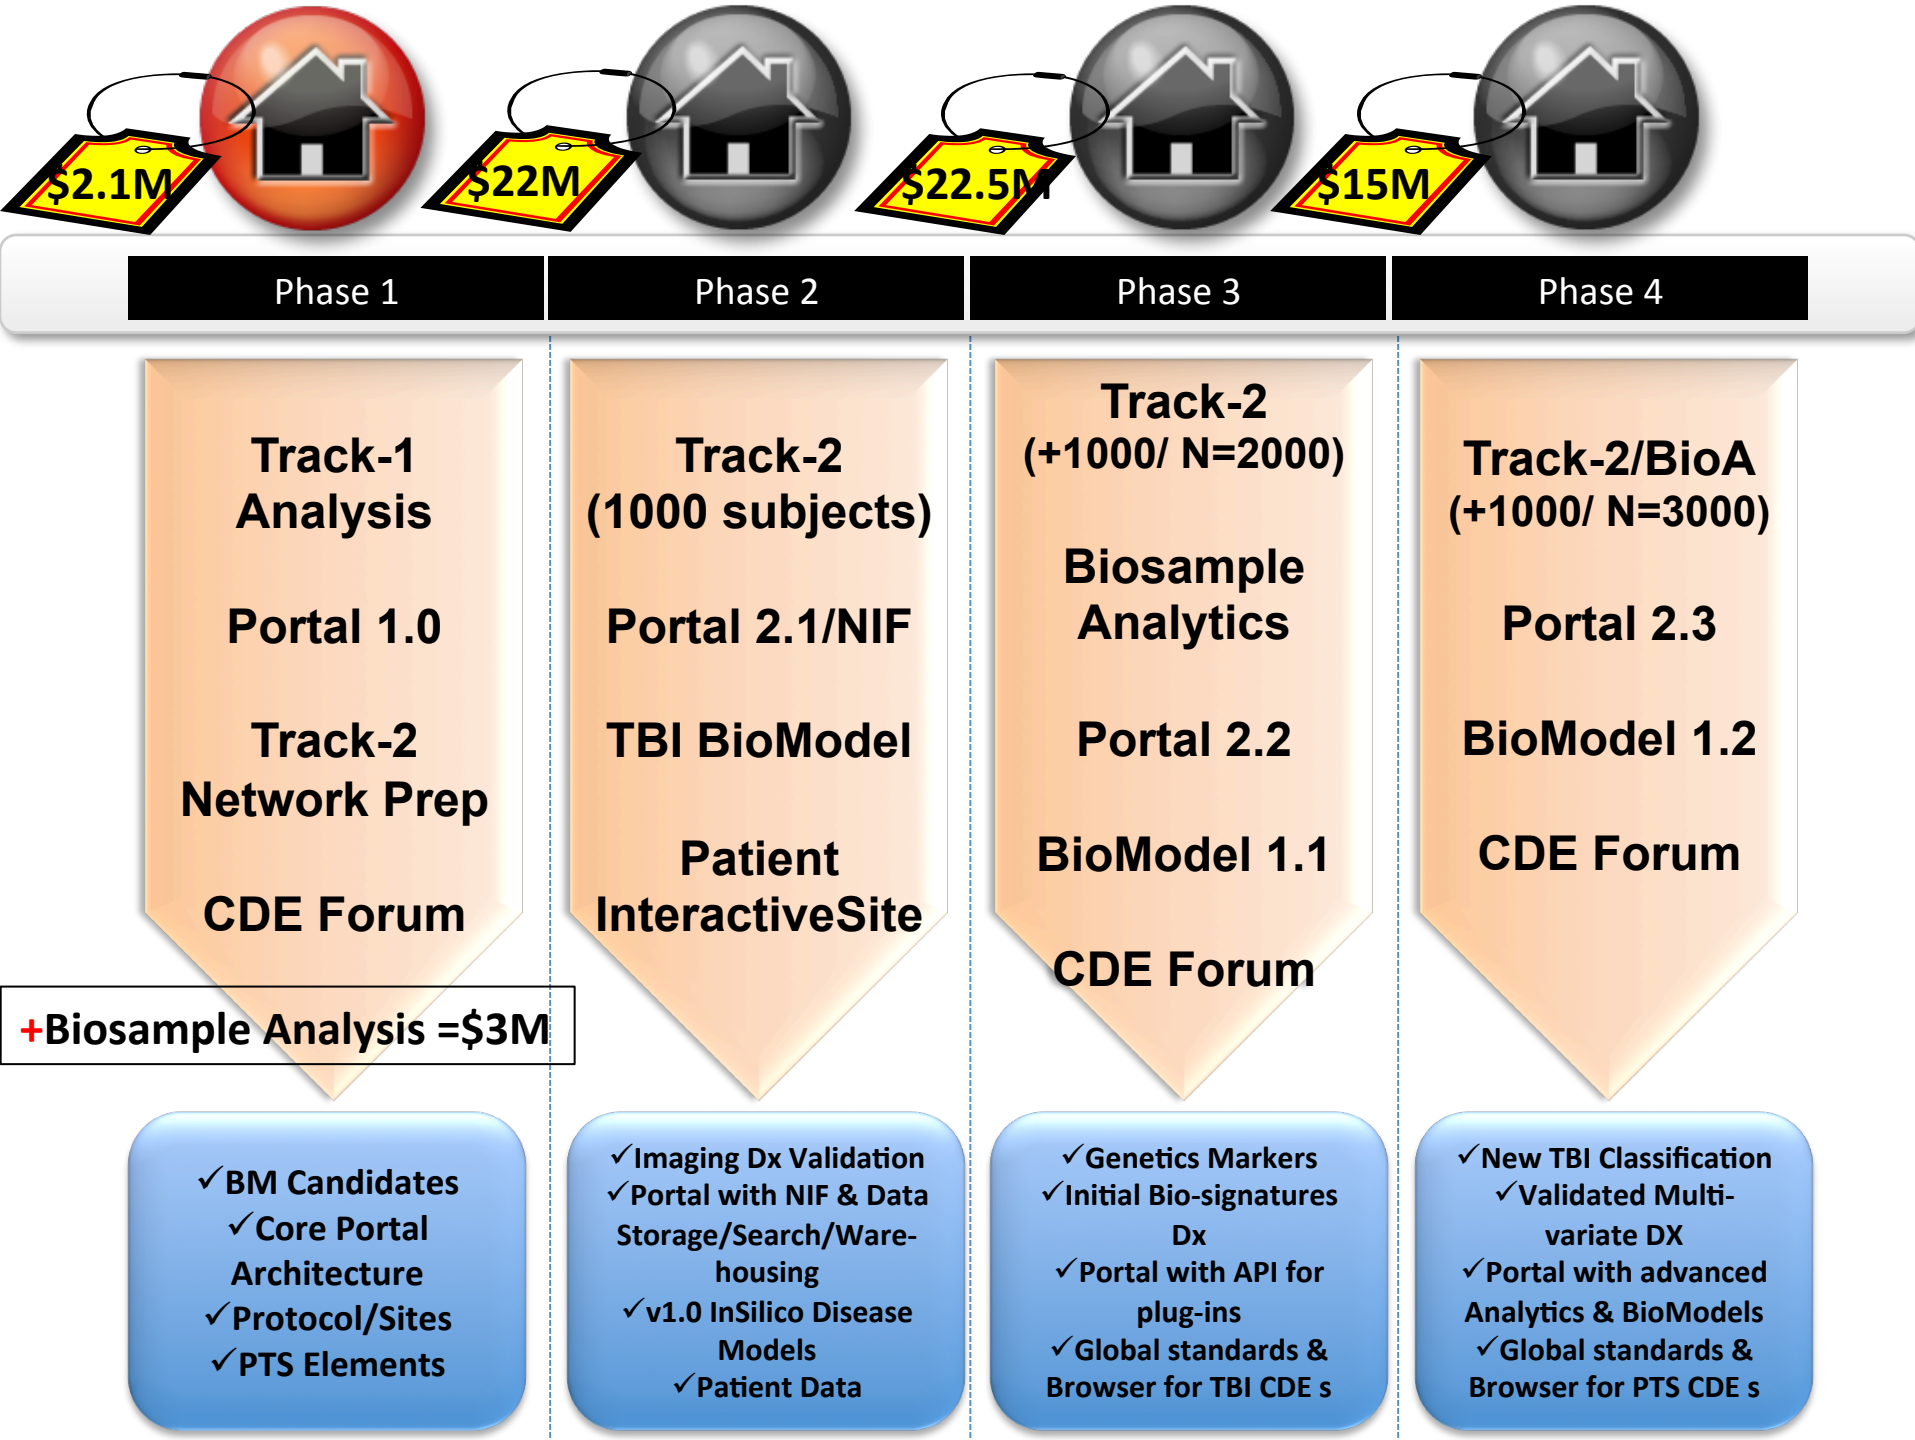 $2.1M
$22M
$22.5M
$15M
Phase 1
Phase 2
Phase 3
Phase 4
Track-1
Analysis
Portal 1.0
Track-2
Network Prep
CDE Forum
+Biosample Analysis =$3M
Track-2
(1000 subjects)
Portal 2.1/NIF
TBI BioModel
Patient
InteractiveSite
Track-2
(+1000/ N=2000)
Biosample
Analytics
Portal 2.2
BioModel 1.1
CDE Forum
Track-2/BioA
(+1000/ N=3000)
Portal 2.3
BioModel 1.2
CDE Forum
✓BM Candidates
✓Core Portal
Architecture
✓Protocol/Sites
✓PTS Elements
✓Imaging Dx Validation
✓Portal with NIF & Data
Storage/Search/Ware-
housing
✓v1.0 InSilico Disease
Models
✓Patient Data
✓Genetics Markers
✓Initial Bio-signatures
Dx
✓Portal with API for
plug-ins
✓Global standards &
Browser for TBI CDE s
✓New TBI Classification
✓Validated Multi-
variate DX
✓Portal with advanced
Analytics & BioModels
✓Global standards &
Browser for PTS CDE s